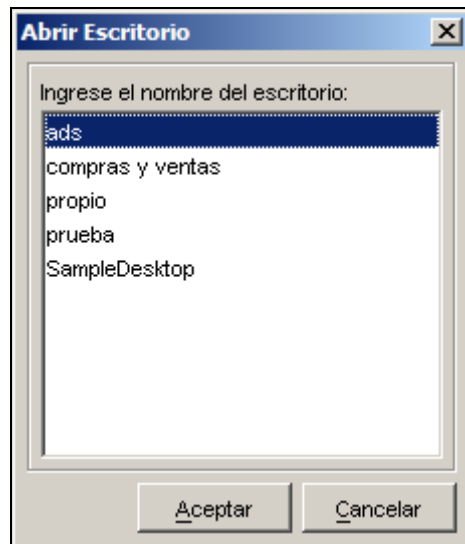 Abrir Escritorio
Ingrese el nombre del escritorio:
ads
compras y ventas
propio
prueba
SampleDesktop
Aceptar
Cancelar